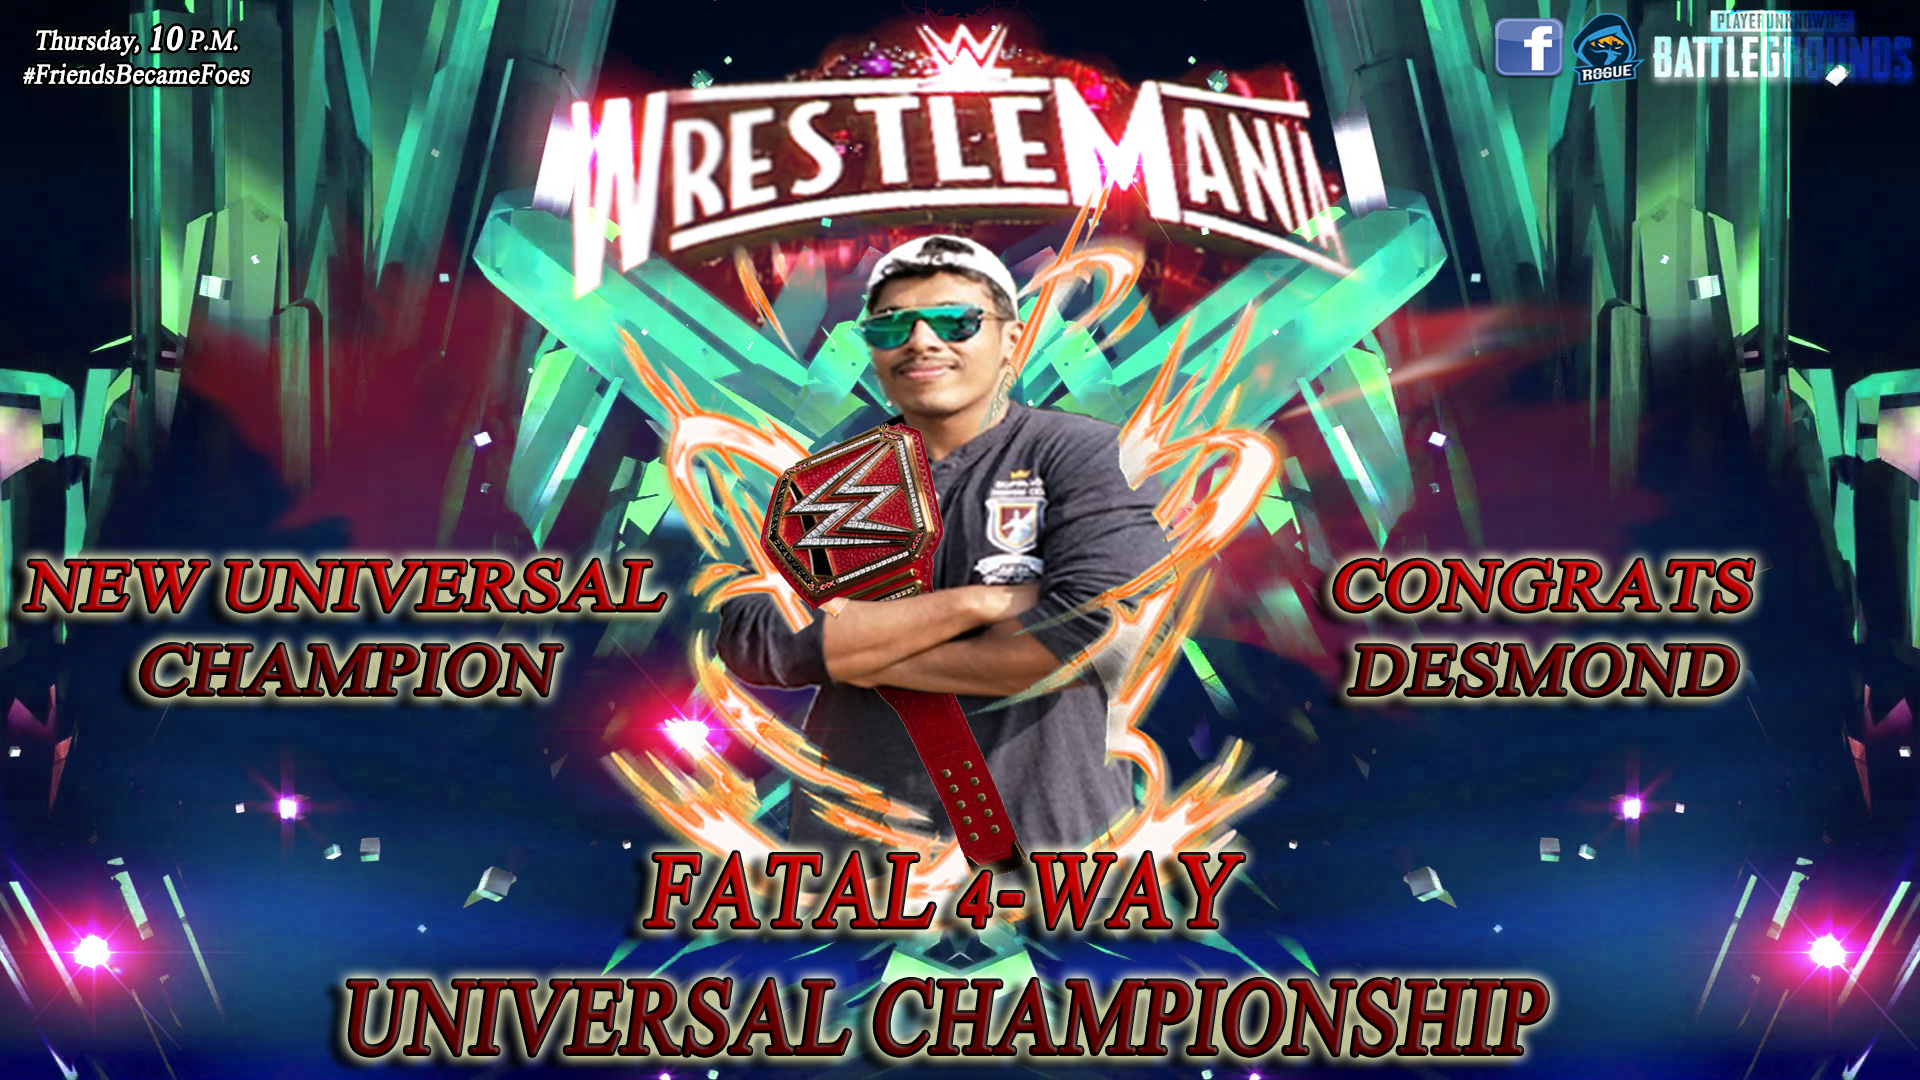 Thursday, 10 P.M.
#FriendsBecameFoes
f
ROGUE
PLAYERUNKNOWN'S
BATTLEGROUNDS
W
WRESTLEMANIA
W
NEW UNIVERSAL
CHAMPION
CONGRATS
DESMOND
FATAL 4-WAY
UNIVERSAL CHAMPIONSHIP